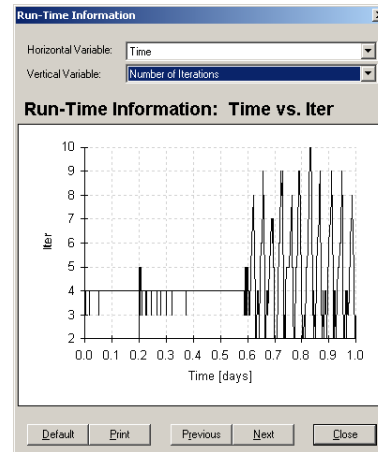 Run-Time Information
Horizontal Variable: Time
Vertical Variable: Number of Iterations
Run-Time Information: Time vs. Iter
10
9
8
7
6
5
4
3
2
Iter
0.0 0.1 0.2 0.3 0.4 0.5 0.6 0.7 0.8 0.9 1.0
Time [days]
Default Print Previous Next Close